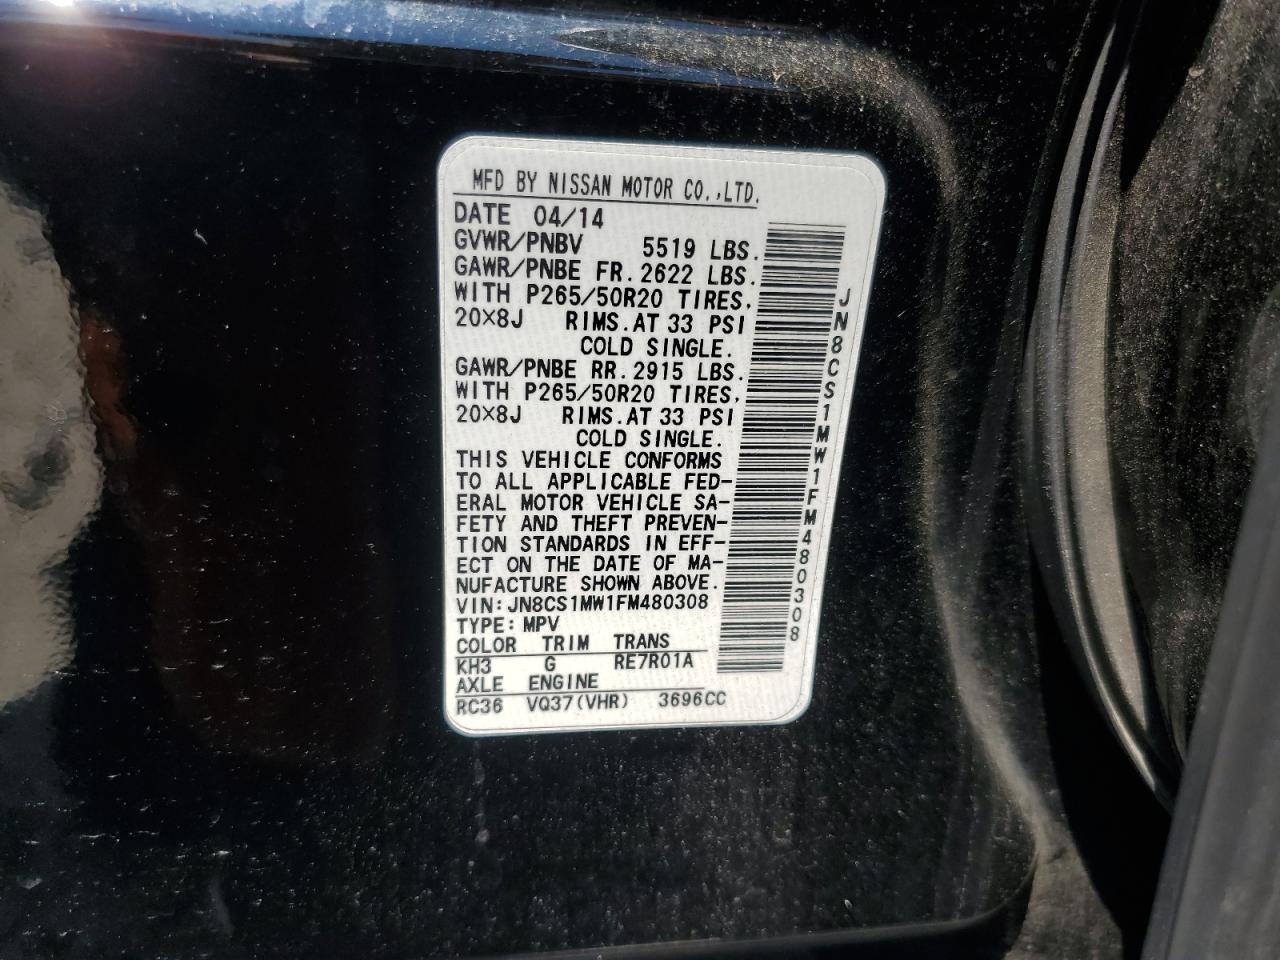 MFD BY NISSAN MOTOR CO.,LTD.
DATE 04/14
GVWR/PNBV 5519 LBS.
GAWR/PNBE FR. 2622 LBS.
WITH P265/50R20 TIRES,
20X8J RIMS.AT 33 PSI
COLD SINGLE.
GAWR/PNBE RR. 2915 LBS.
WITH P265/50R20 TIRES,
20X8J RIMS.AT 33 PSI
COLD SINGLE.
THIS VEHICLE CONFORMS
TO ALL APPLICABLE FED-
ERAL MOTOR VEHICLE SA-
FETY AND THEFT PREVEN-
TION STANDARDS IN EFF-
ECT ON THE DATE OF MA-
NUFACTURE SHOWN ABOVE.
VIN: JN8CS1MW1FM480308
TYPE: MPV
COLOR TRIM TRANS
KH3 G RE7R01A
AXLE ENGINE
RC36 VQ37(VHR) 3696CC
JN8CS1MW1FM480308